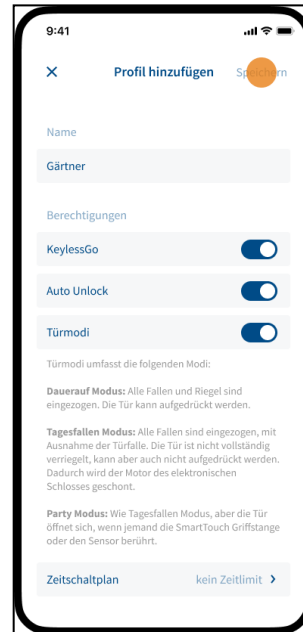 9:41
Profil hinzufügen Speichern
Name
Gärtner
Berechtigungen
KeylessGo
Auto Unlock
Türmodi
Türmodi umfasst die folgenden Modi:
Dauerauf Modus: Alle Fallen und Riegel sind
eingezogen. Die Tür kann aufgedrückt werden.
Tagesfallen Modus: Alle Fallen sind eingezogen, mit
Ausnahme der Türfalle. Die Tür ist nicht vollständig
verriegelt, kann aber auch nicht aufgedrückt werden.
Dadurch wird der Motor des elektronischen
Schlosses geschont.
Party Modus: Wie Tagesfallen Modus, aber die Tür
öffnet sich, wenn jemand die SmartTouch Griffstange
oder den Sensor berührt.
Zeitschaltplan kein Zeitlimit